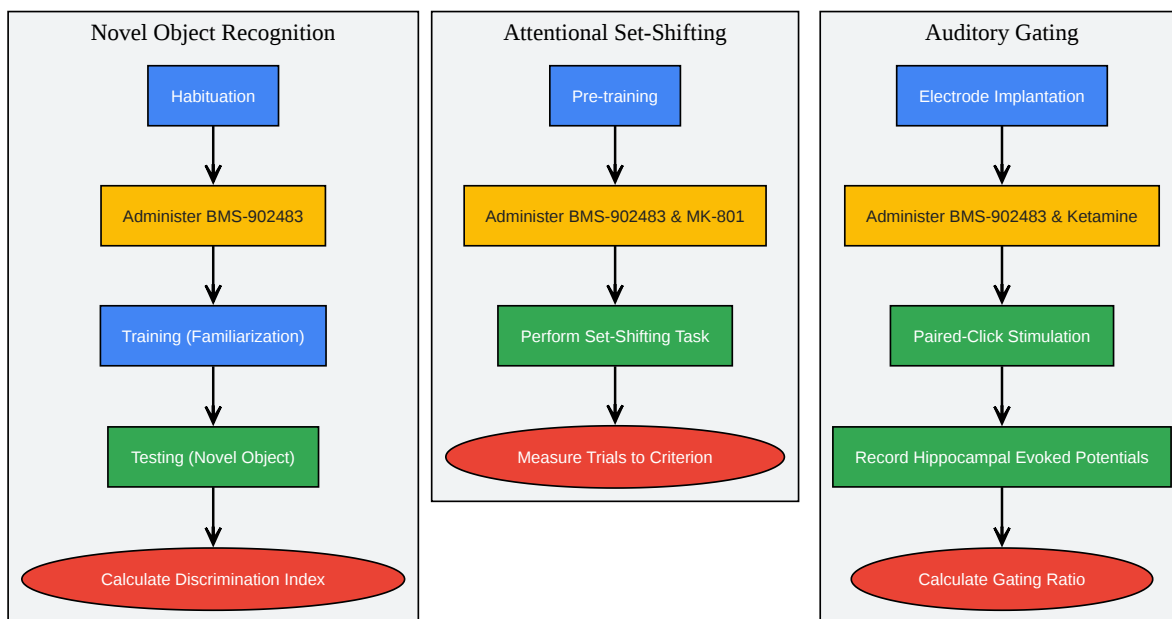 Novel Object Recognition
Habituation
Administer BMS-902483
Training (Familiarization)
Testing (Novel Object)
Calculate Discrimination Index
Attentional Set-Shifting
Pre-training
Administer BMS-902483 & MK-801
Perform Set-Shifting Task
Measure Trials to Criterion
Auditory Gating
Electrode Implantation
Administer BMS-902483 & Ketamine
Paired-Click Stimulation
Record Hippocampal Evoked Potentials
Calculate Gating Ratio